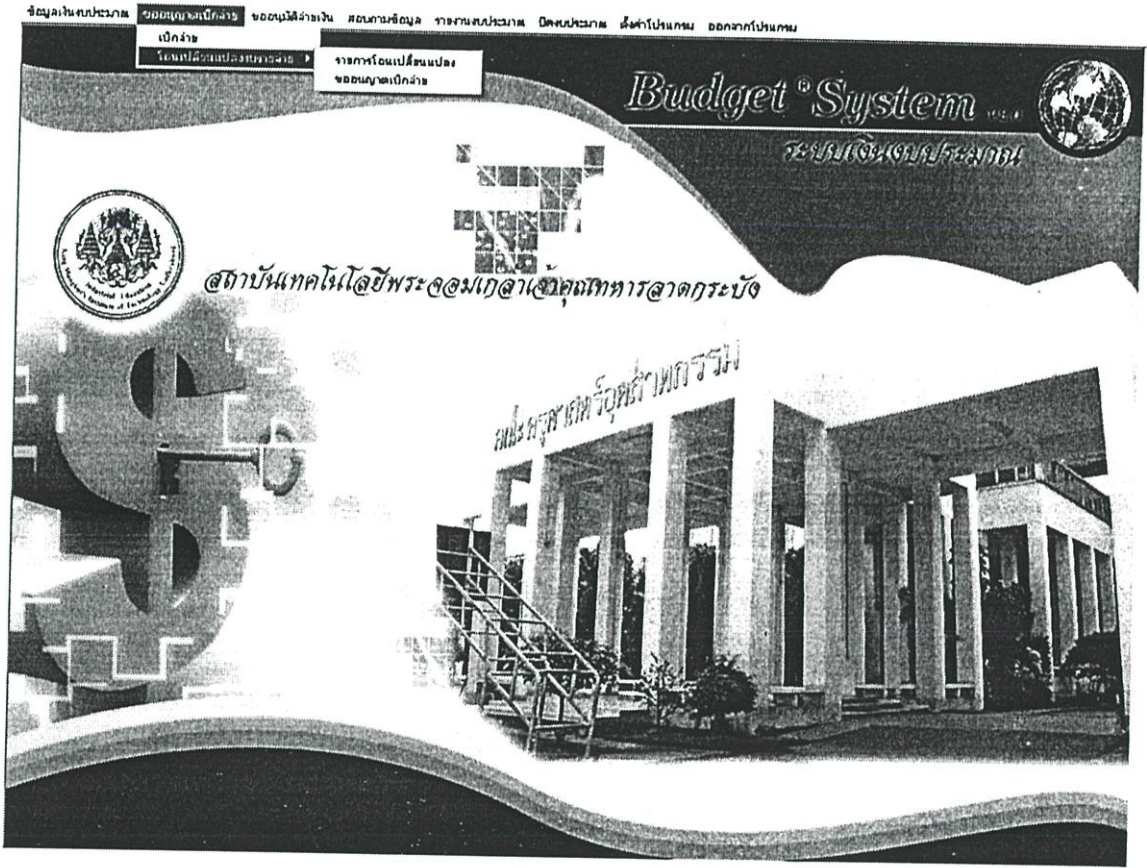 ข้อมูลเงินงบประมาณ ขออนุญาตเบิกจ่าย ขออนุมัติจ่ายเงิน สอบถามข้อมูล รายงานงบประมาณ ปิดงบประมาณ ตั้งค่าโปรแกรม ออกจากโปรแกรม
เบิกจ่าย
โอนเปลี่ยนแปลงงบรายจ่าย
รายการโอนเปลี่ยนแปลง
ขออนุญาตเบิกจ่าย
Budget System
ระบบเงินงบประมาณ
สถาบันเทคโนโลยีพระจอมเกล้าเจ้าคุณทหารลาดกระบัง
คณะครุศาสตร์อุตสาหกรรม